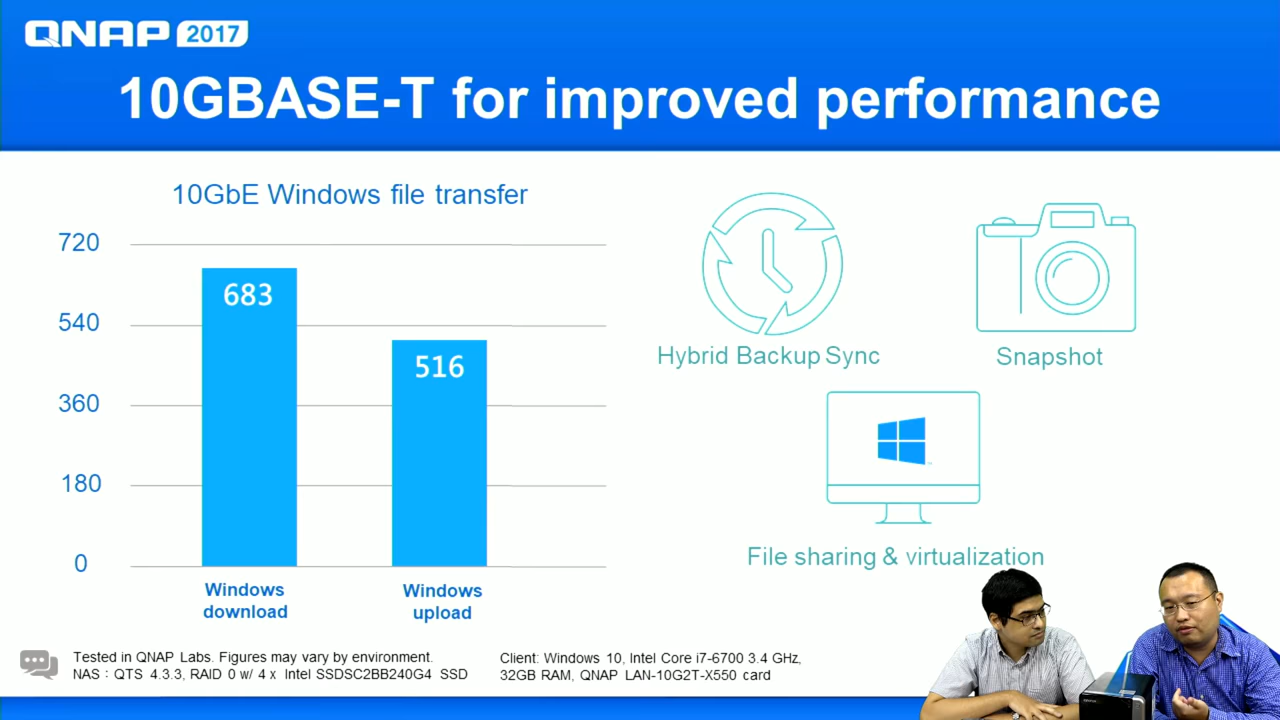 QNAP 2017
10GBASE-T for improved performance
10GbE Windows file transfer
720
540
360
180
0
683
516
Windows
download
Windows
upload
Hybrid Backup Sync
Snapshot
File sharing & virtualization
Tested in QNAP Labs. Figures may vary by environment.
NAS : QTS 4.3.3, RAID 0 w/ 4 x Intel SSDSC2BB240G4 SSD
Client: Windows 10, Intel Core i7-6700 3.4 GHz,
32GB RAM, QNAP LAN-10G2T-X550 card